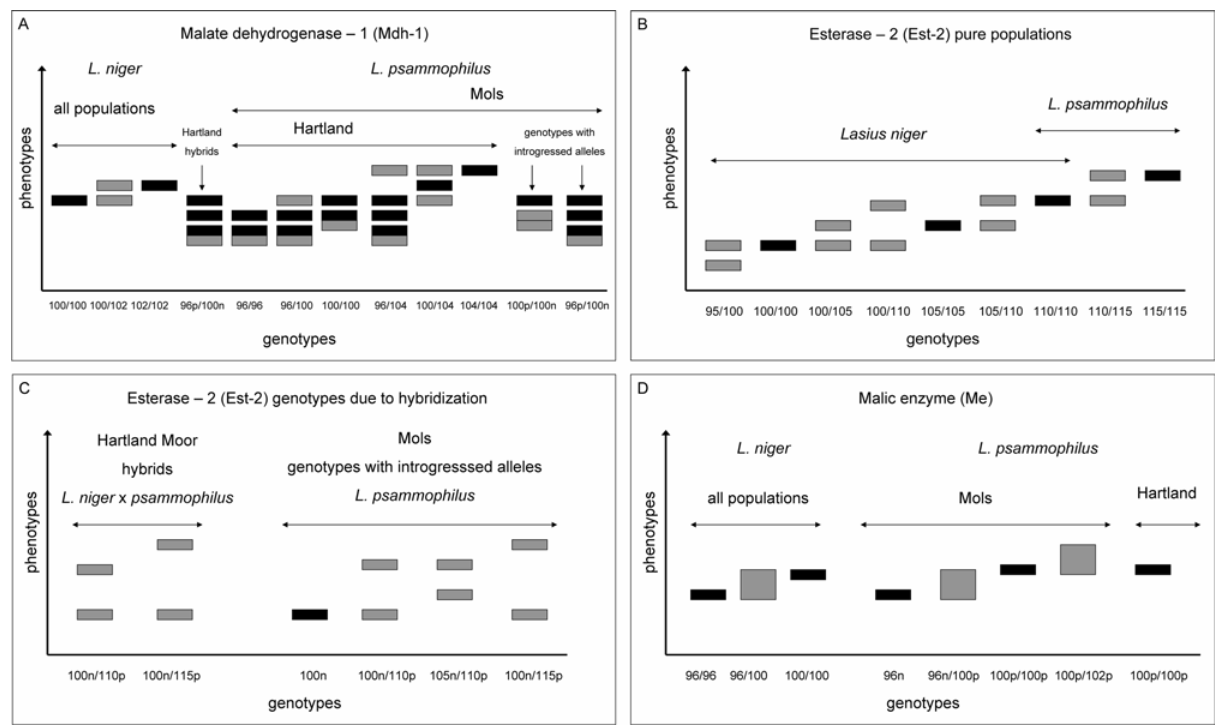 A
Malate dehydrogenase – 1 (Mdh-1)
L. niger
L. psammophilus
Mols
all populations
Hartland
hybrids
Hartland
genotypes with
introgressed alleles
phenotypes
100/100 100/102 102/102 96p/100n 96/96 96/100 100/100 96/104 100/104 104/104 100p/100n 96p/100n
genotypes
B
Esterase – 2 (Est-2) pure populations
L. psammophilus
Lasius niger
phenotypes
95/100 100/100 100/105 100/110 105/105 105/110 110/110 110/115 115/115
genotypes
C
Esterase – 2 (Est-2) genotypes due to hybridization
Hartland Moor
hybrids
L. niger x psammophilus
Mols
genotypes with introgresssed alleles
L. psammophilus
phenotypes
100n/110p 100n/115p 100n 100n/110p 105n/110p 100n/115p
genotypes
D
Malic enzyme (Me)
L. niger
L. psammophilus
all populations
Mols
Hartland
phenotypes
96/96 96/100 100/100 96n 96n/100p 100p/100p 100p/102p 100p/100p
genotypes